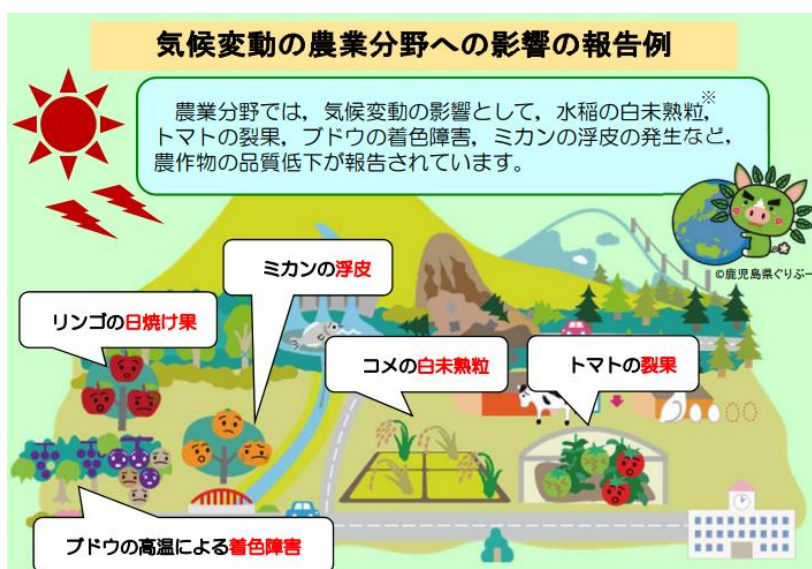 気候変動の農業分野への影響の報告例
農業分野では，気候変動の影響として，水稲の白未熟粒※，
トマトの裂果，ブドウの着色障害，ミカンの浮皮の発生など，
農作物の品質低下が報告されています。
©鹿児島県ぐりぶー
ミカンの浮皮
リンゴの日焼け果
コメの白未熟粒
トマトの裂果
ブドウの高温による着色障害